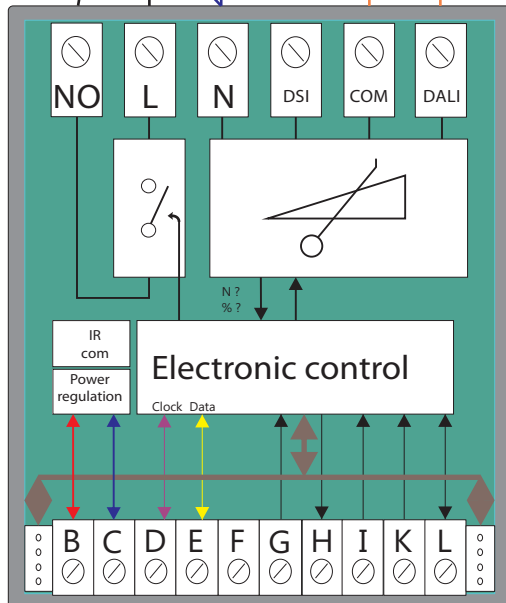 NO L N DSI COM DALI
N ?
% ?
IR
com
Power
regulation
Electronic control
Clock Data
B C D E F G H I K L